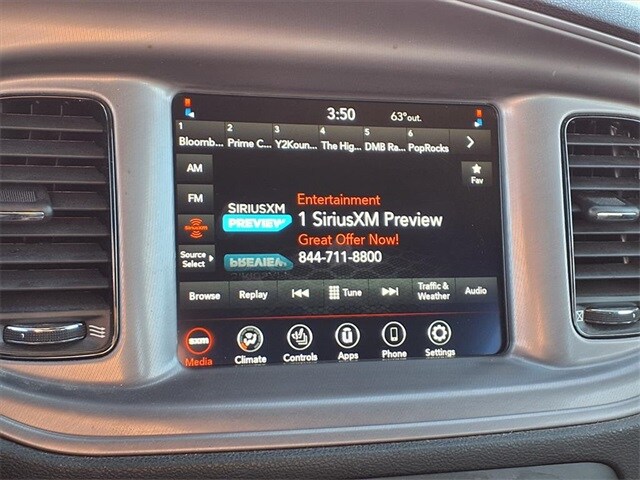 3:50 63°out.
1 2 3 4 5 6
Bloomb... Prime C... Y2Koun... The Hig... DMB Ra... PopRocks
AM
FM
SiriusXM
Source
Select
Fav
SIRIUSXM
PREVIEW
Entertainment
1 SiriusXM Preview
Great Offer Now!
844-711-8800
Browse Replay Tune Traffic &
Weather Audio
sxm
Media Climate Controls Apps Phone Settings